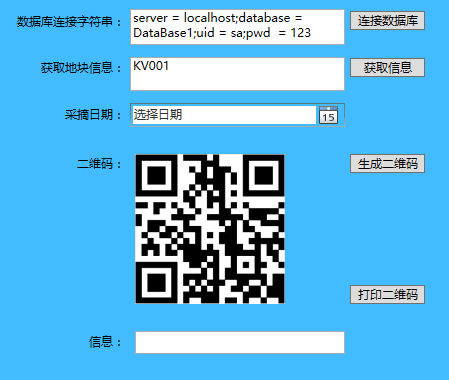 数据库连接字符串：
server = localhost;database =
DataBase1;uid = sa;pwd  = 123
连接数据库
获取地块信息：
KV001
获取信息
采摘日期：
选择日期
15
二维码：
生成二维码
打印二维码
信息：